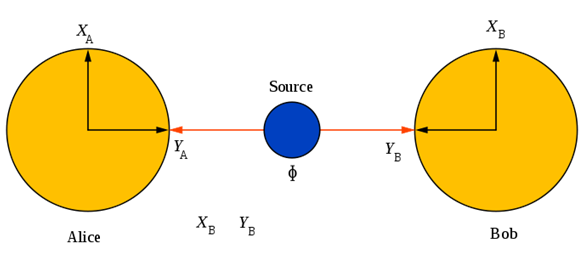 X_A
X_B
Source
Y_A
Y_B
ϕ
X_B Y_B
Alice
Bob